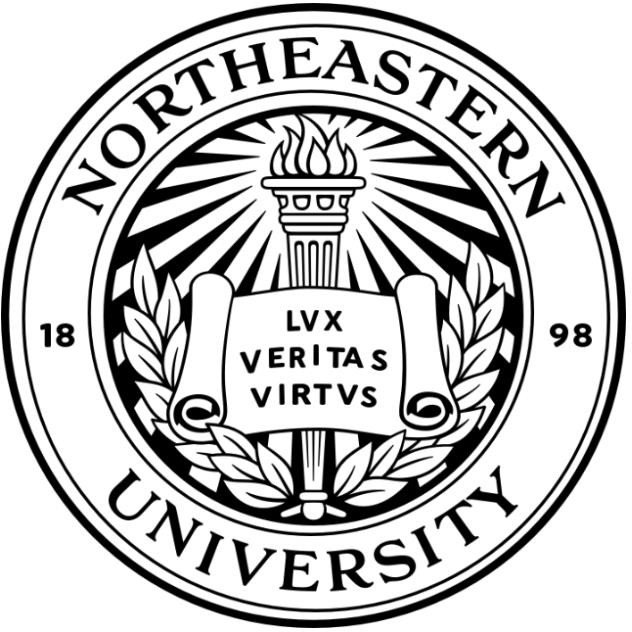 NORTHEASTERN
18 98
LVX
VERITAS
VIRTVS
UNIVERSITY